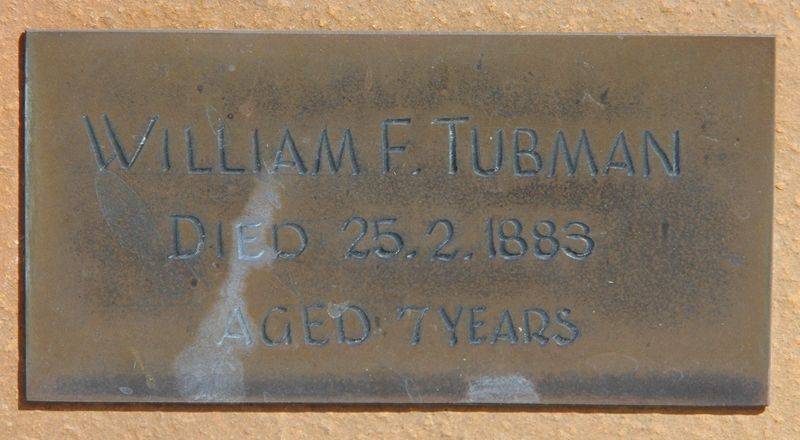 WILLIAM F. TUBMAN
DIED 25.2.1883
AGED 7 YEARS